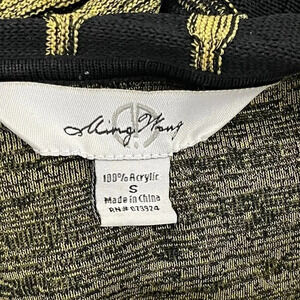 Ming Wang
100% Acrylic
S
Made in China
RN# 073924